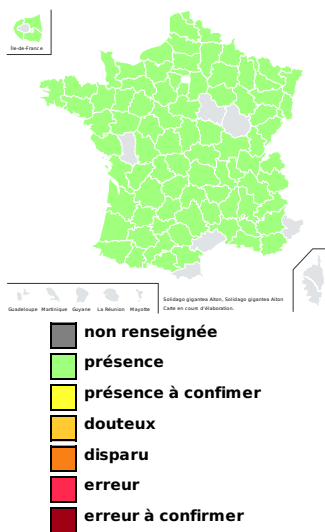 Île-de-France
Guadeloupe Martinique Guyane La Réunion Mayotte
Solidago gigantea Aiton, Solidago gigantea Aiton
Carte en cours d'élaboration.
non renseignée
présence
présence à confimer
douteux
disparu
erreur
erreur à confirmer